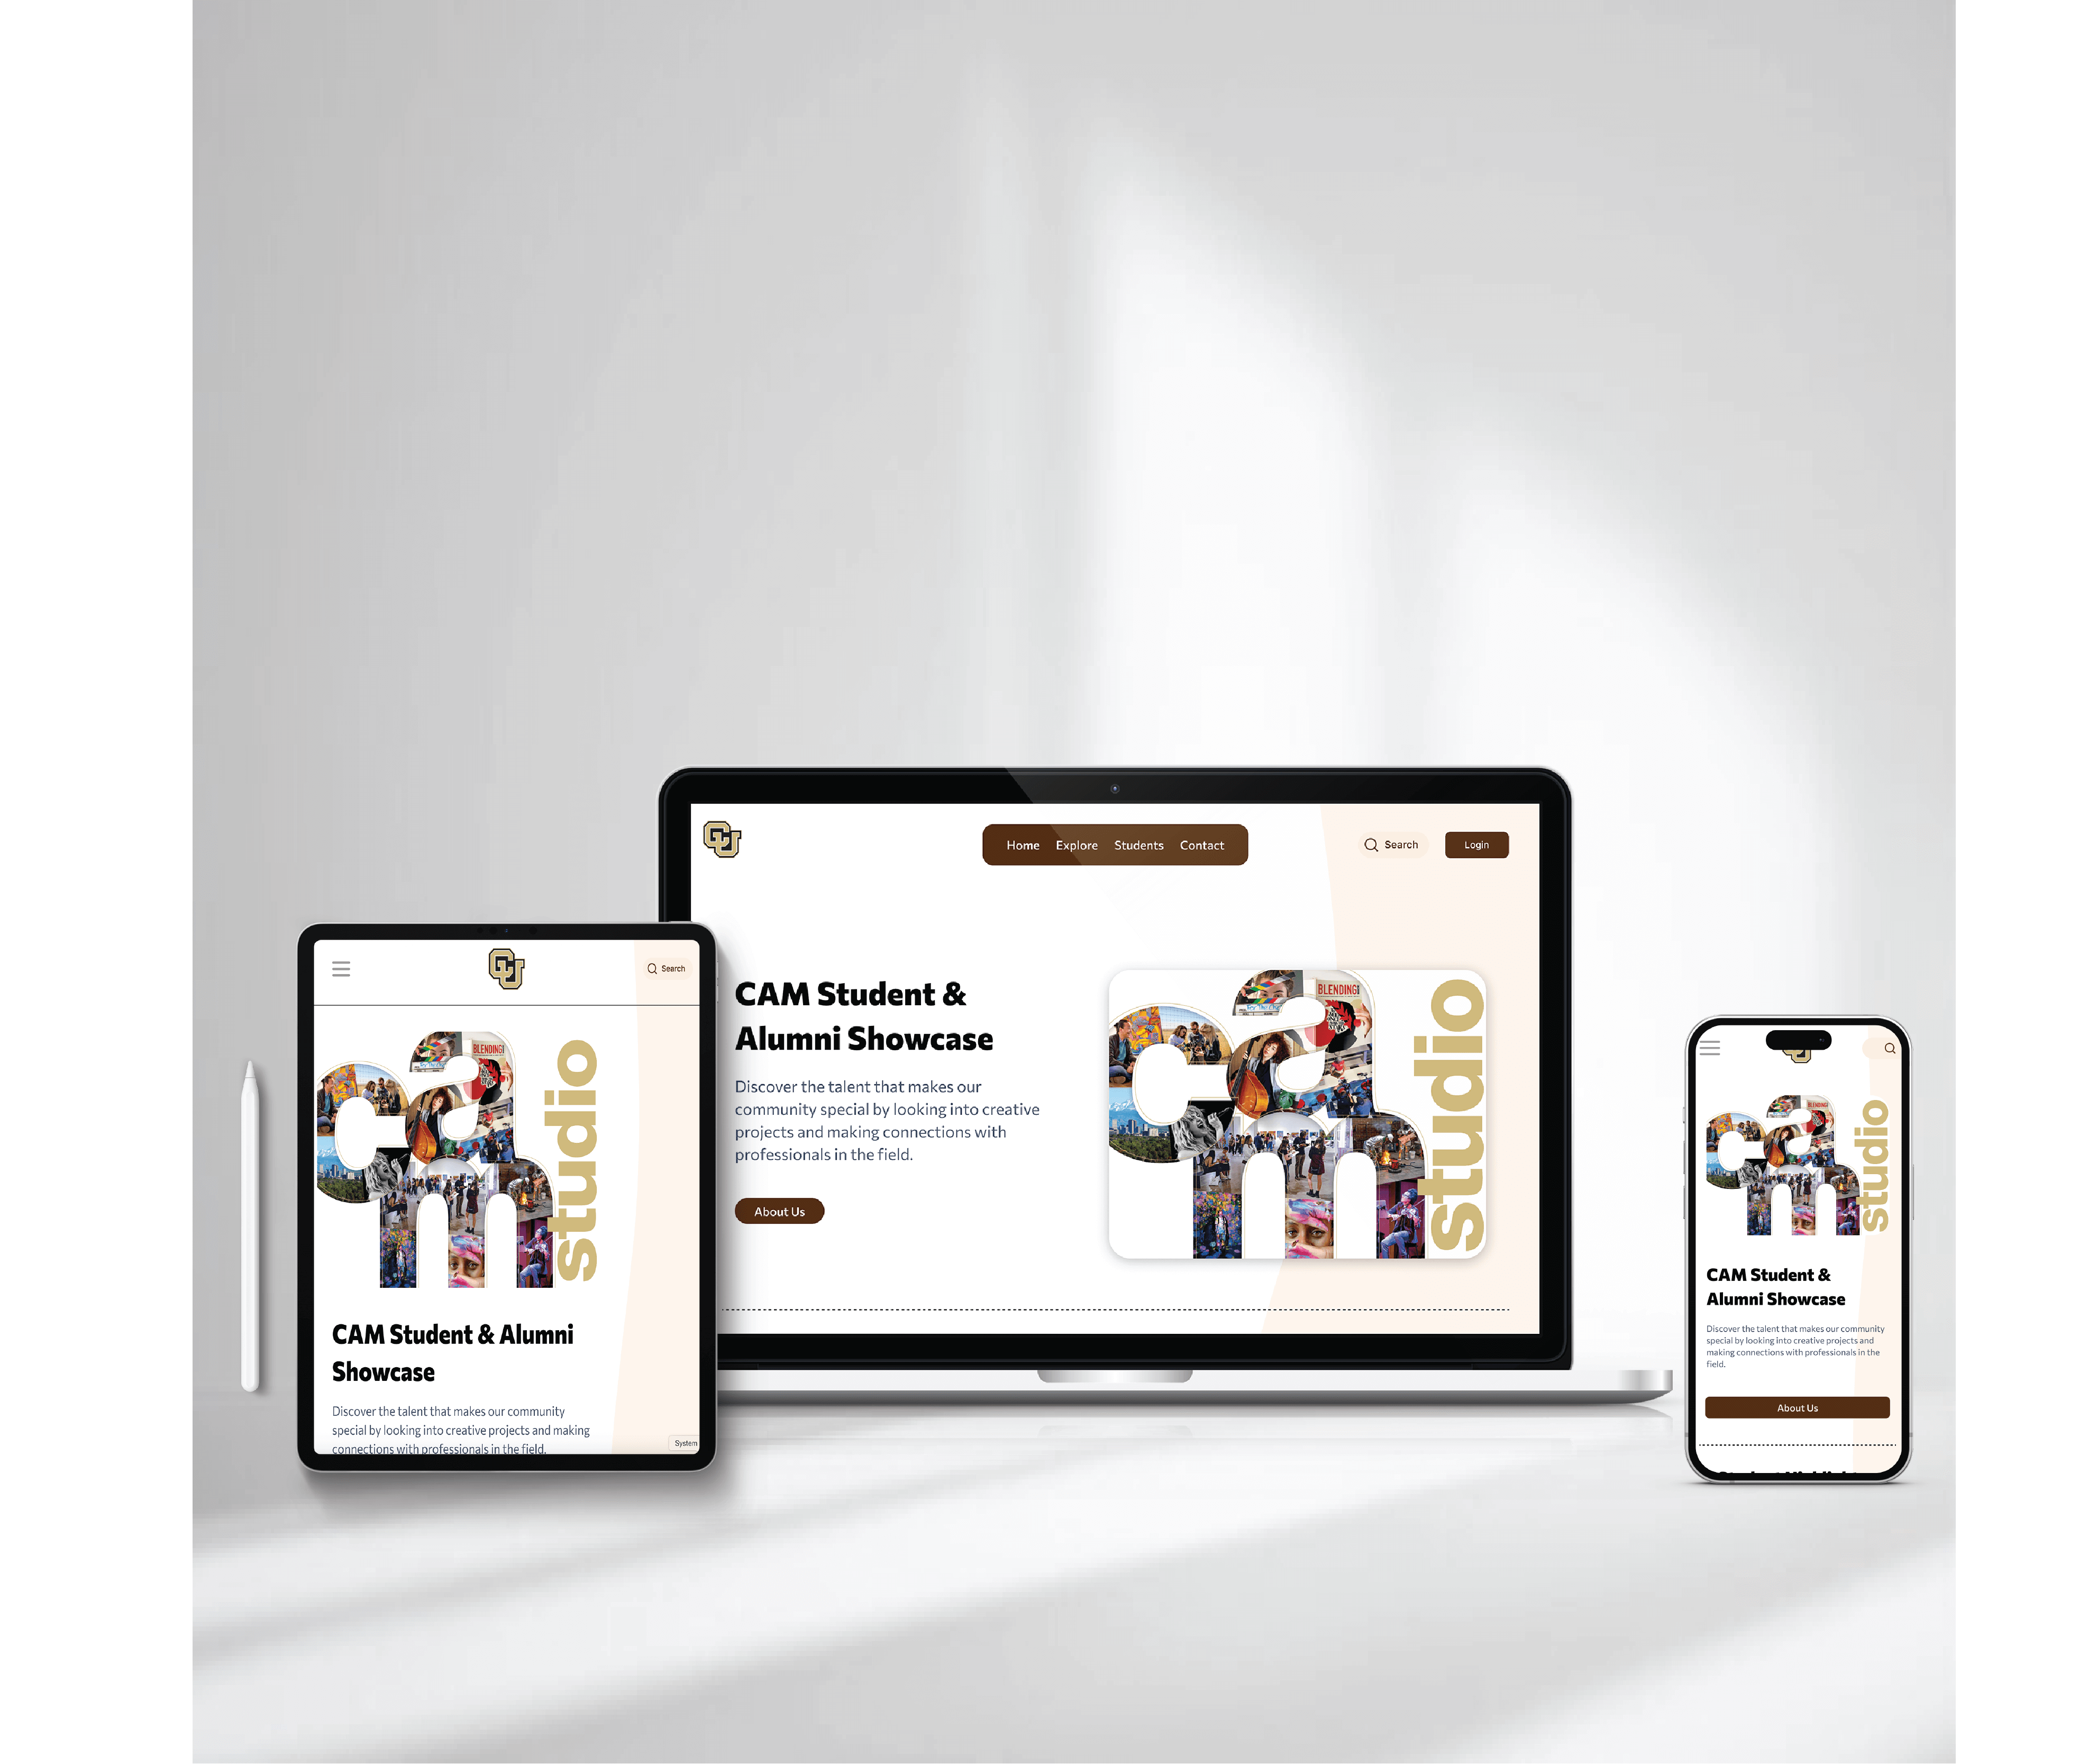 CU
Home Explore Students Contact
Search
Login
CAM Student &
Alumni Showcase
Discover the talent that makes our
community special by looking into creative
projects and making connections with
professionals in the field.
About Us
BLENDING
cam
studio
CU
Search
BLENDING
cam
studio
CAM Student & Alumni
Showcase
Discover the talent that makes our community
special by looking into creative projects and making
connections with professionals in the field.
System
BLENDING
cam
studio
CAM Student &
Alumni Showcase
Discover the talent that makes our community
special by looking into creative projects and
making connections with professionals in the
field.
About Us